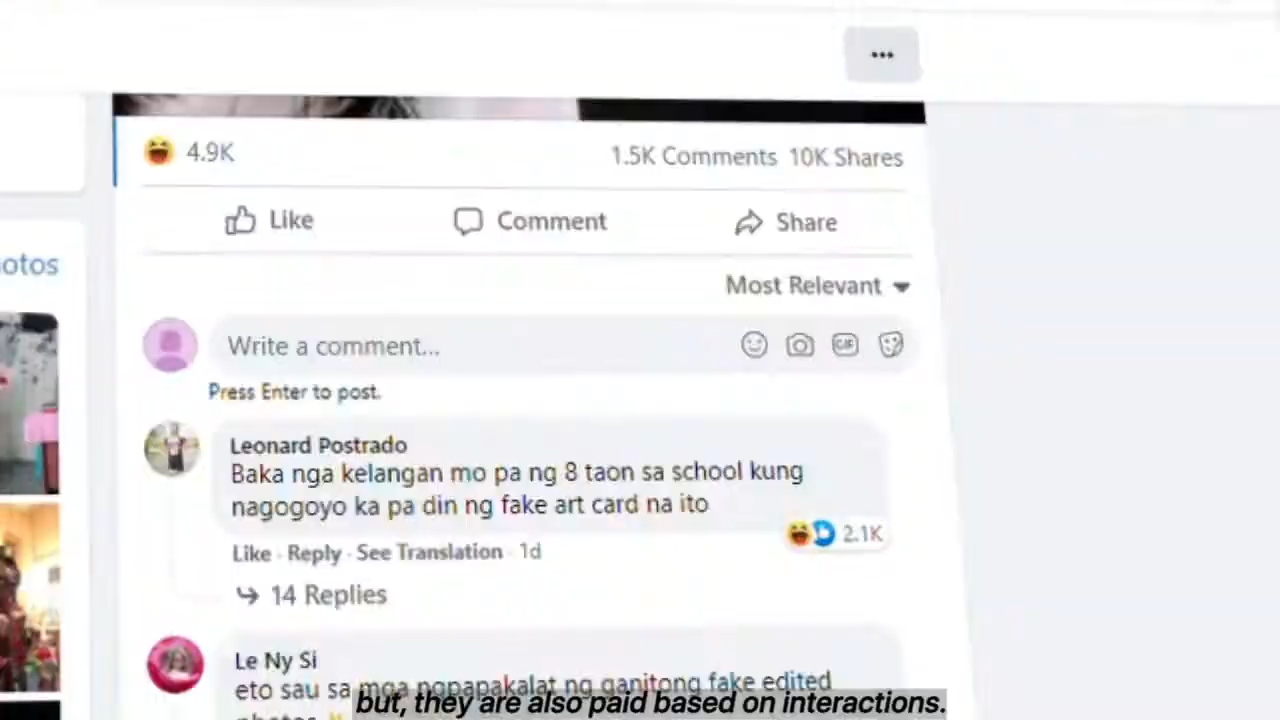 •••
4.9K
1.5K Comments 10K Shares
Like
Comment
Share
otos
Most Relevant
Write a comment...
GIF
Press Enter to post.
Leonard Postrado
Baka nga kelangan mo pa ng 8 taon sa school kung
nagogoyo ka pa din ng fake art card na ito
2.1K
Like · Reply · See Translation · 1d
14 Replies
Le Ny Si
eto sau sa mga ngpapakalat ng ganitong fake edited
but, they are also paid based on interactions.